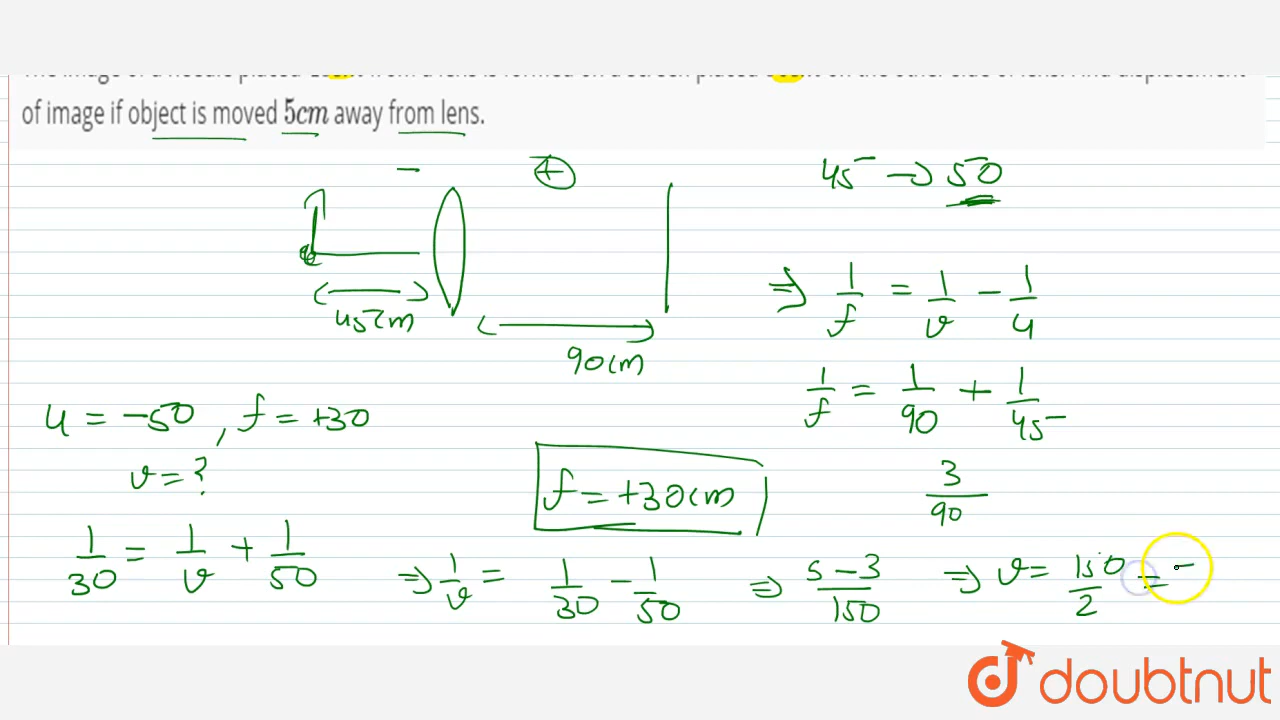 of image if object is moved 5cm away from lens.
- +
45 → 50
45cm
90cm
⇒ 1/f = 1/v - 1/u
1/f = 1/90 + 1/45
u = -50, f = +30
v = ?
f = +30cm
3/90
1/30 = 1/v + 1/50
⇒ 1/v = 1/30 - 1/50 ⇒ 5-3/150 ⇒ v = 150/2 =
doubtnut